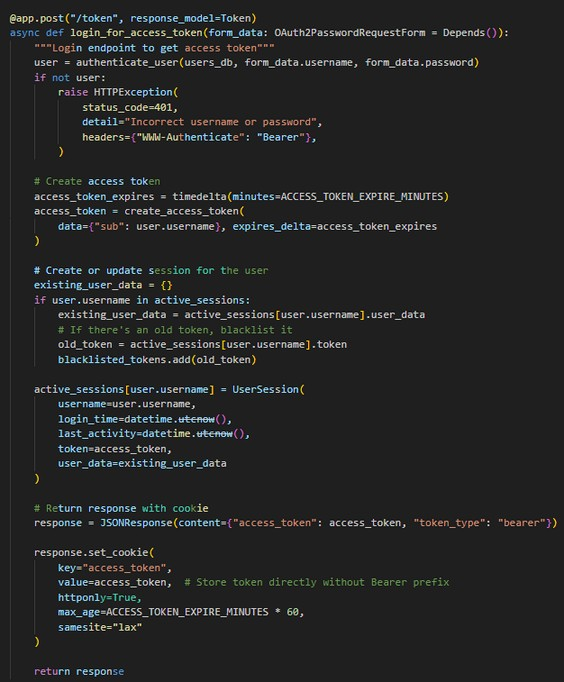 @app.post("/token", response_model=Token)
async def login_for_access_token(form_data: OAuth2PasswordRequestForm = Depends()):
    """Login endpoint to get access token"""
    user = authenticate_user(users_db, form_data.username, form_data.password)
    if not user:
        raise HTTPException(
            status_code=401,
            detail="Incorrect username or password",
            headers={"WWW-Authenticate": "Bearer"},
        )

    # Create access token
    access_token_expires = timedelta(minutes=ACCESS_TOKEN_EXPIRE_MINUTES)
    access_token = create_access_token(
        data={"sub": user.username}, expires_delta=access_token_expires
    )

    # Create or update session for the user
    existing_user_data = {}
    if user.username in active_sessions:
        existing_user_data = active_sessions[user.username].user_data
        # If there's an old token, blacklist it
        old_token = active_sessions[user.username].token
        blacklisted_tokens.add(old_token)

    active_sessions[user.username] = UserSession(
        username=user.username,
        login_time=datetime.utcnow(),
        last_activity=datetime.utcnow(),
        token=access_token,
        user_data=existing_user_data
    )

    # Return response with cookie
    response = JSONResponse(content={"access_token": access_token, "token_type": "bearer"})

    response.set_cookie(
        key="access_token",
        value=access_token,  # Store token directly without Bearer prefix
        httponly=True,
        max_age=ACCESS_TOKEN_EXPIRE_MINUTES * 60,
        samesite="lax"
    )

    return response